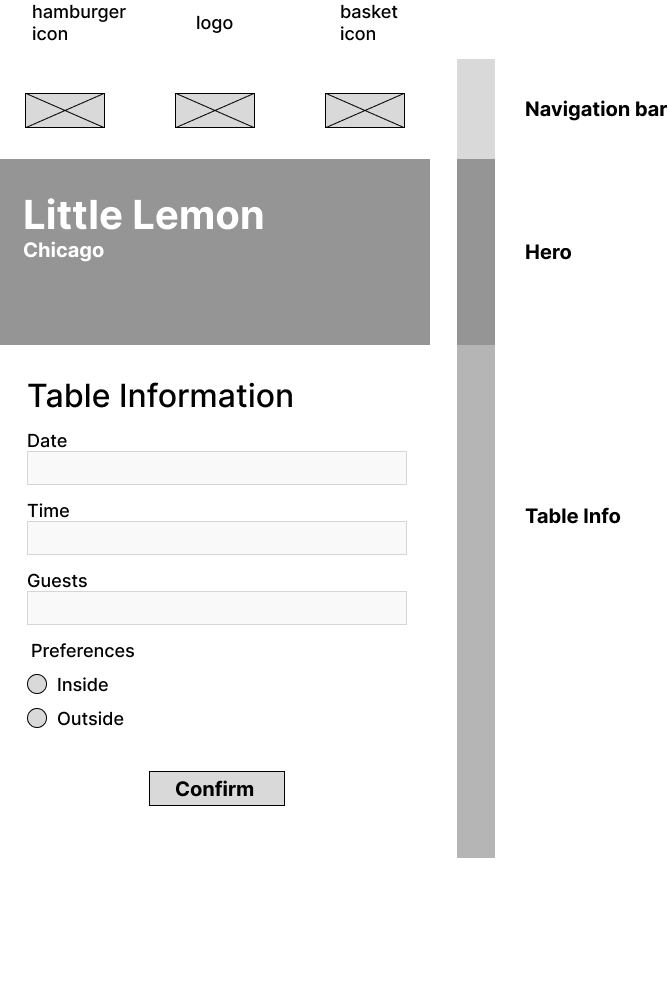 hamburger
icon
logo
basket
icon
Navigation bar
Little Lemon
Chicago
Hero
Table Information
Date
Time
Table Info
Guests
Preferences
Inside
Outside
Confirm